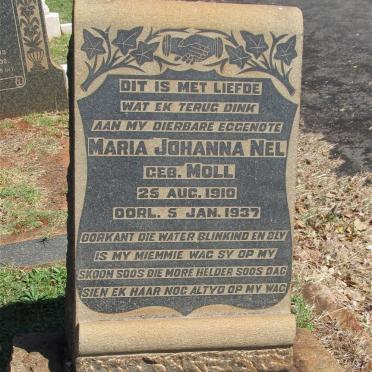 DIT IS MET LIEFDE
WAT EK TERUG DINK
AAN MY DIERBARE EGGENOTE
MARIA JOHANNA NEL
GEB. MOLL
25 AUG. 1910
OORL. 5 JAN. 1937
OORKANT DIE WATER BLINKIND EN BLY
IS MY MIEMMIE WAG SY OP MY
SKOON SOOS DIE MORE HELDER SOOS DAG
SIEN EK HAAR NOG ALTYD OP MY WAG